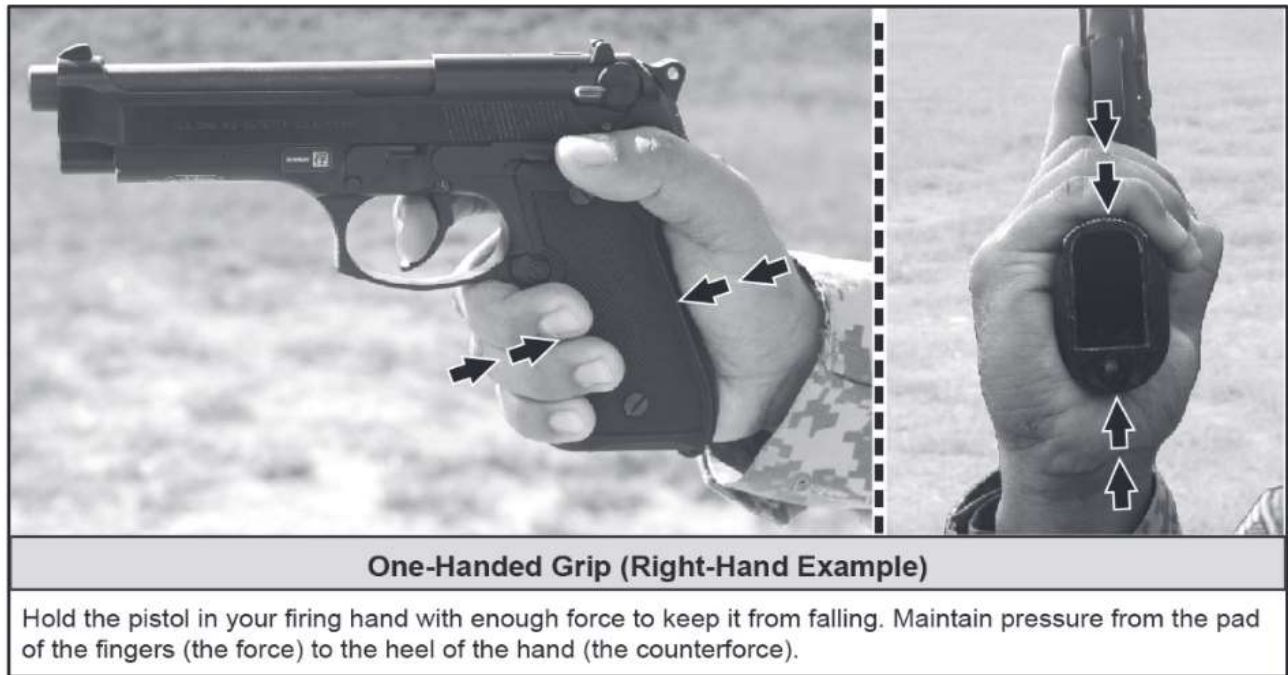 One-Handed Grip (Right-Hand Example)
Hold the pistol in your firing hand with enough force to keep it from falling. Maintain pressure from the pad
of the fingers (the force) to the heel of the hand (the counterforce).